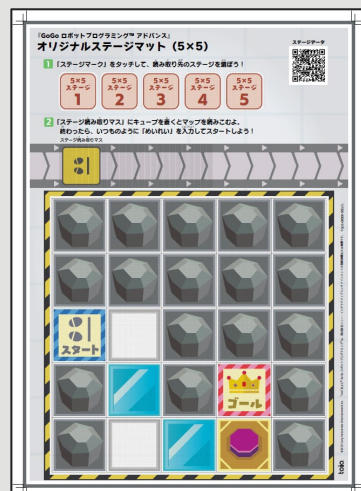 『GoGo ロボットプログラミング™ アドバンス』
オリジナルステージマット（5×5）
ステージデータ
1 「ステージマーク」をタッチして、読み取り先のステージを選ぼう！
5×5 ステージ 1
5×5 ステージ 2
5×5 ステージ 3
5×5 ステージ 4
5×5 ステージ 5
2 「ステージ読み取りマス」にキューブを置くとマップを読みこむよ。
終わったら、いつものように「めいれい」を入力してスタートしよう！
ステージ読み取りマス
スタート
ゴール
toio